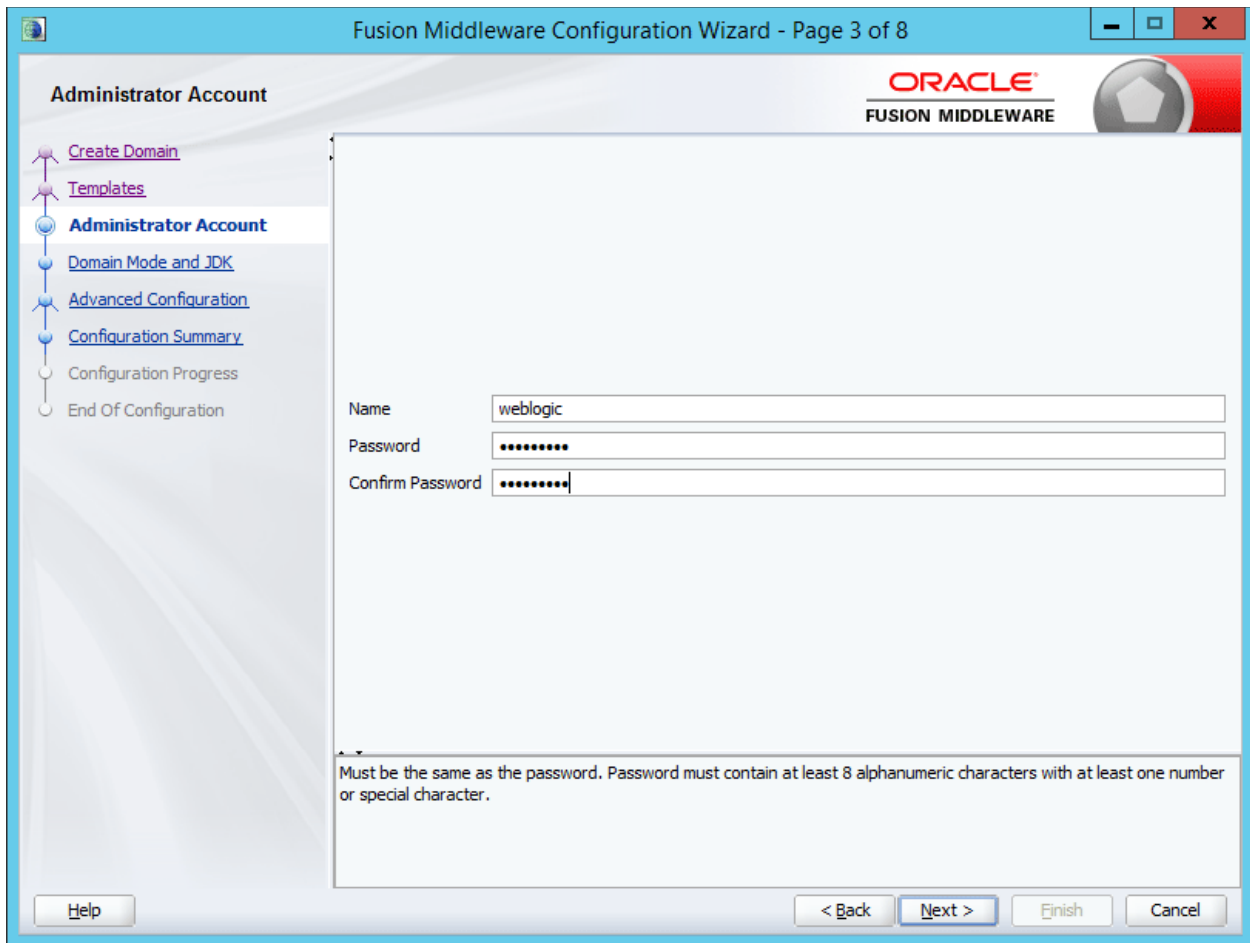 Fusion Middleware Configuration Wizard - Page 3 of 8
Administrator Account
ORACLE
FUSION MIDDLEWARE
Create Domain
Templates
Administrator Account
Domain Mode and JDK
Advanced Configuration
Configuration Summary
Configuration Progress
End Of Configuration
Name weblogic
Password •••••••••
Confirm Password •••••••••
Must be the same as the password. Password must contain at least 8 alphanumeric characters with at least one number
or special character.
Help < Back Next > Finish Cancel